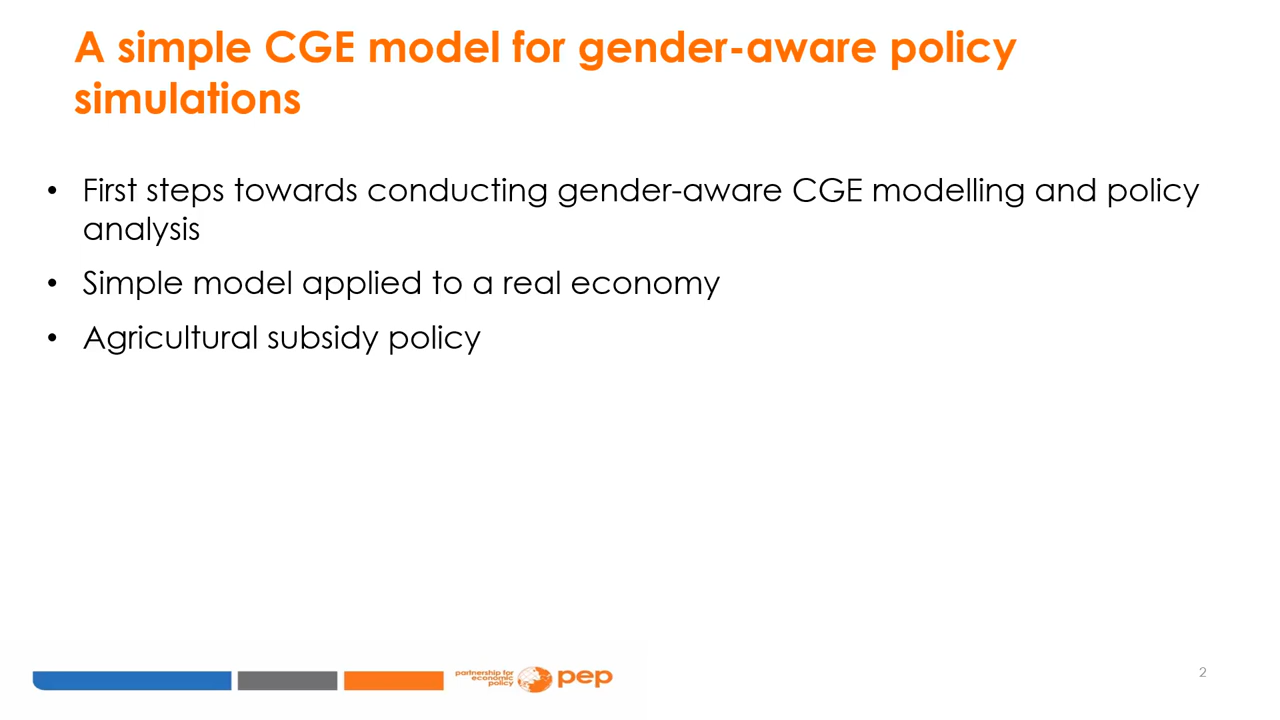 A simple CGE model for gender-aware policy
simulations
• First steps towards conducting gender-aware CGE modelling and policy
analysis
• Simple model applied to a real economy
• Agricultural subsidy policy
partnership for
economic
policy
pep
2